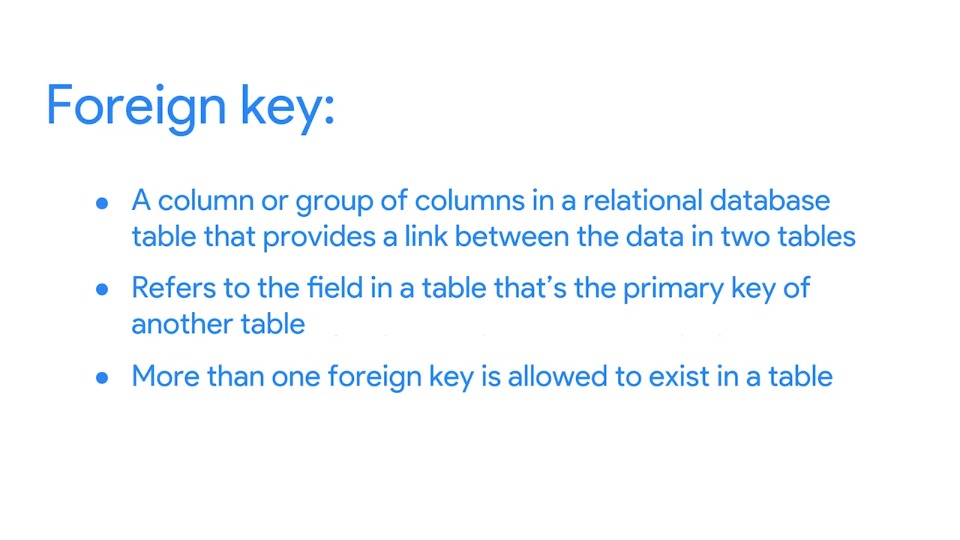 Foreign key:
● A column or group of columns in a relational database
table that provides a link between the data in two tables
● Refers to the field in a table that’s the primary key of
another table
● More than one foreign key is allowed to exist in a table